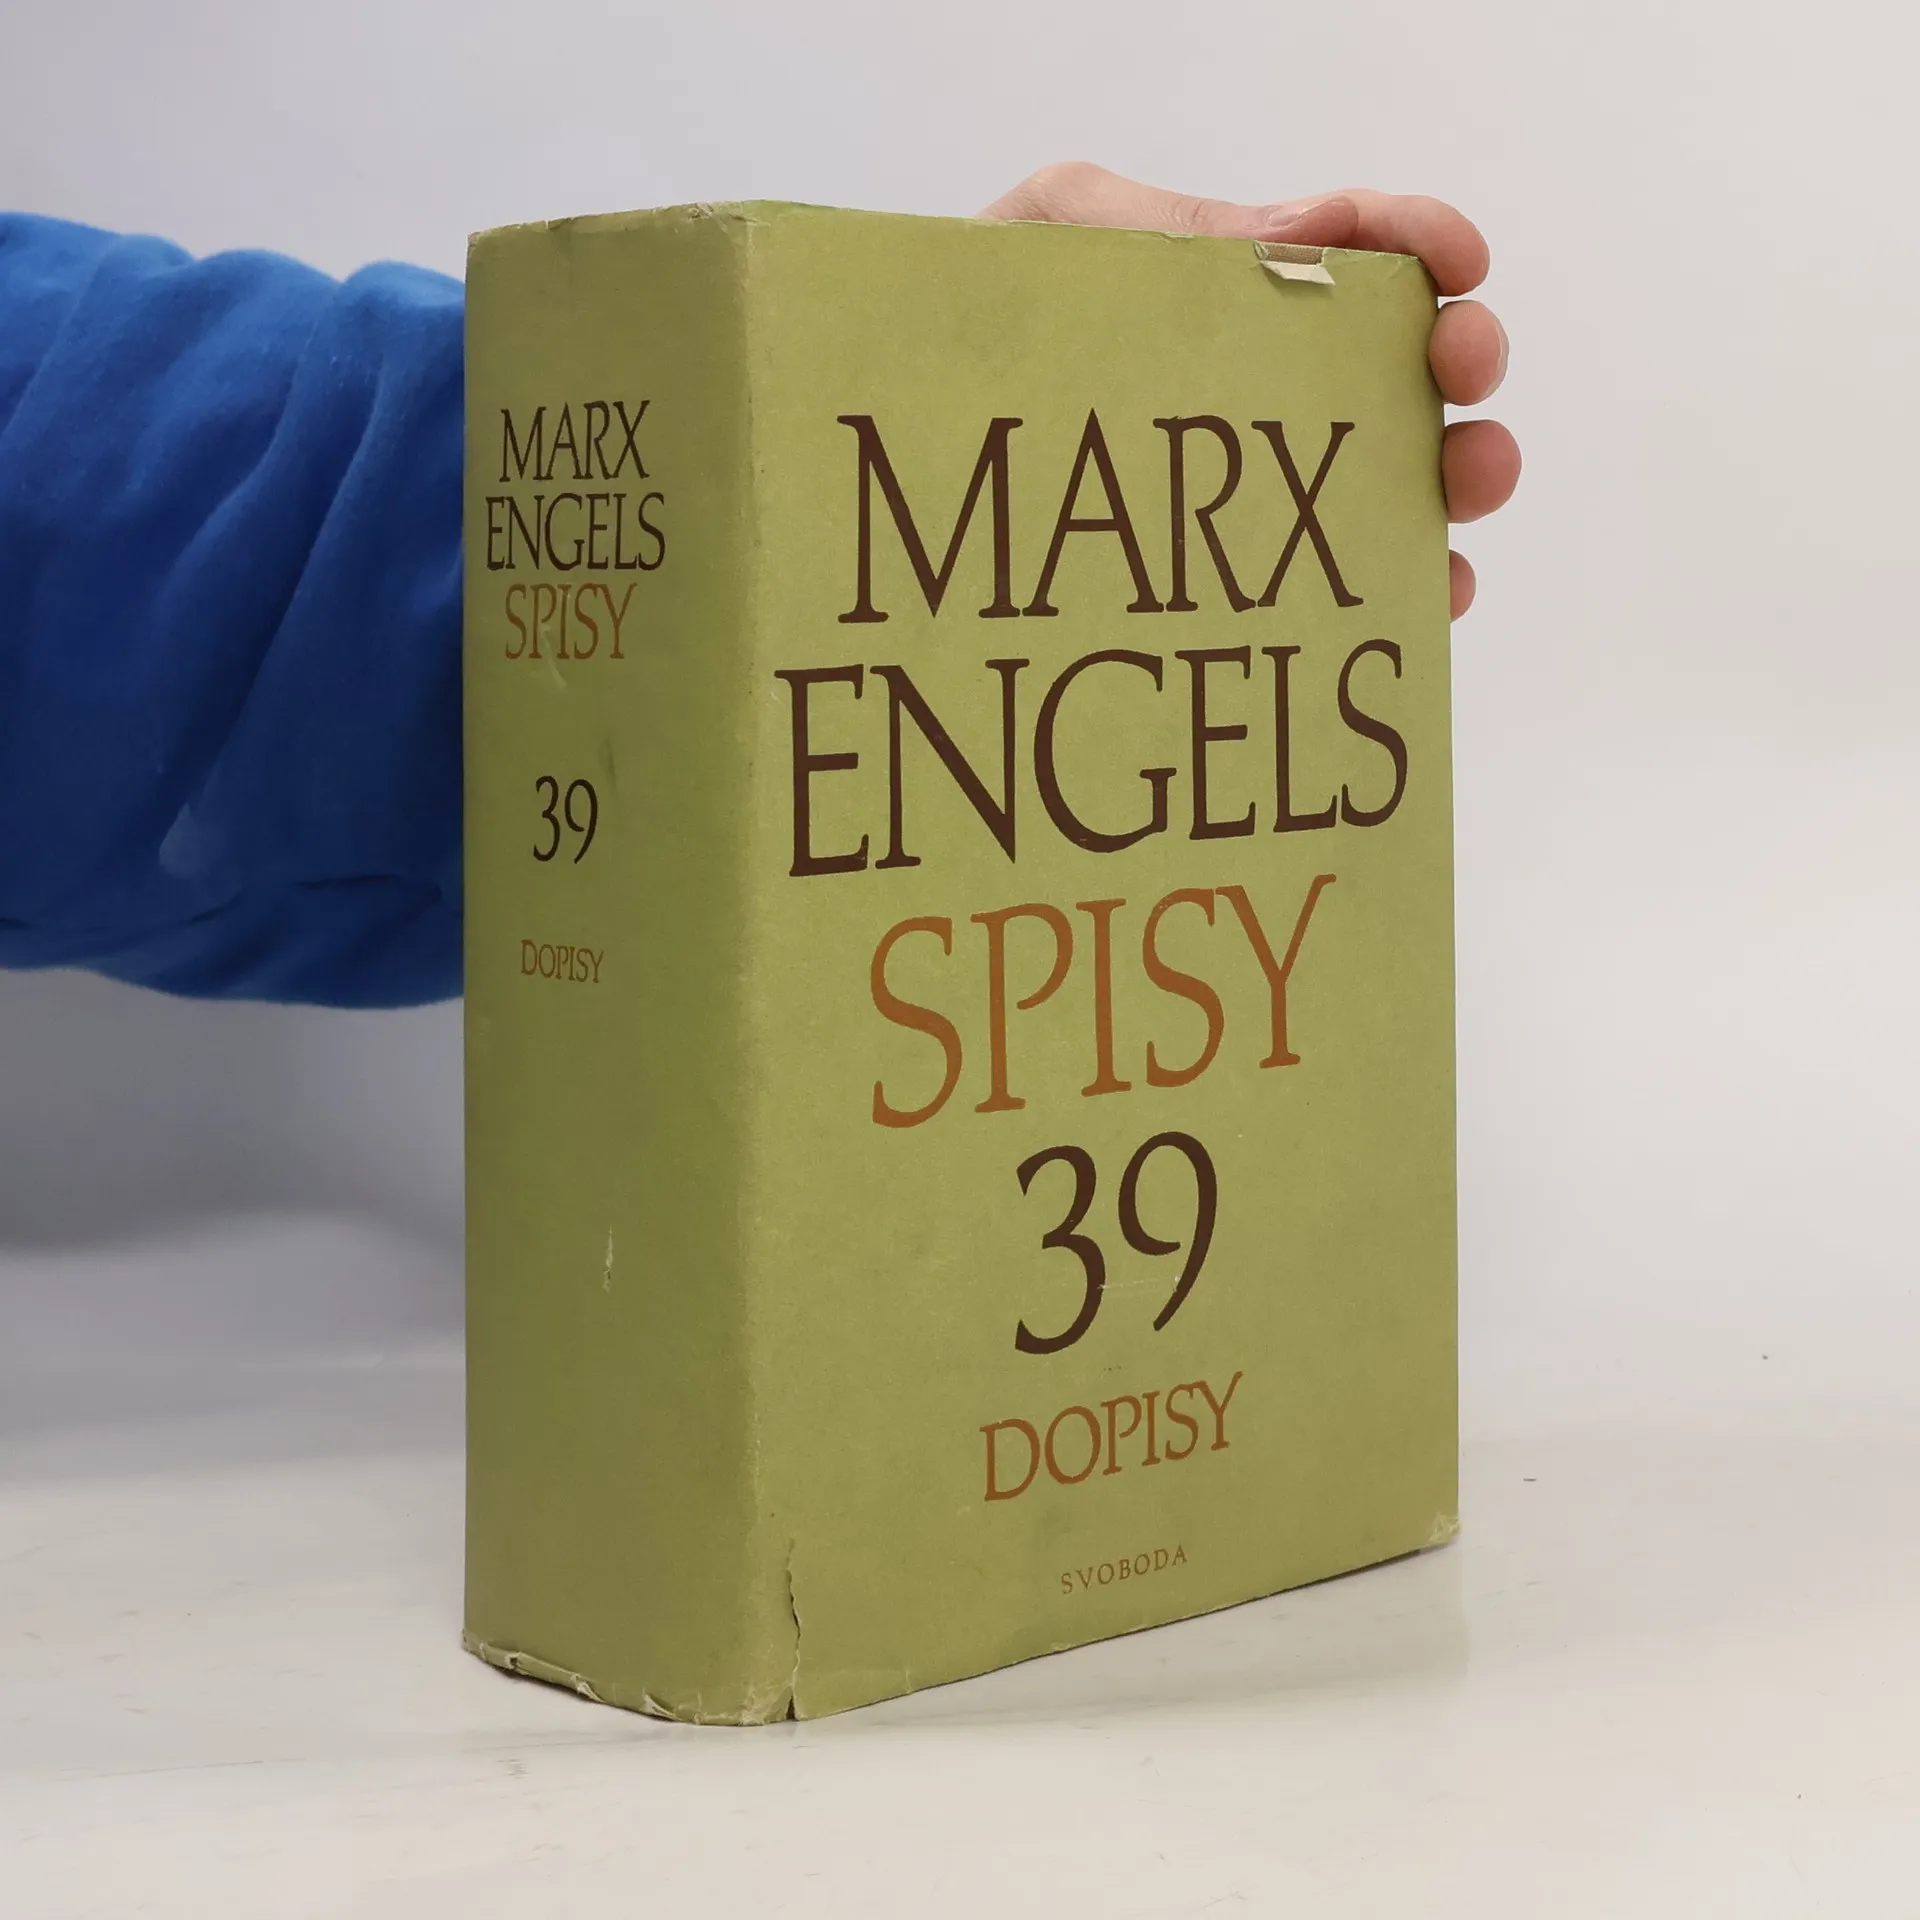 MARX
ENGELS
SPISY
39
DOPISY
MARX
ENGELS
SPISY
39
DOPISY
SVOBODA